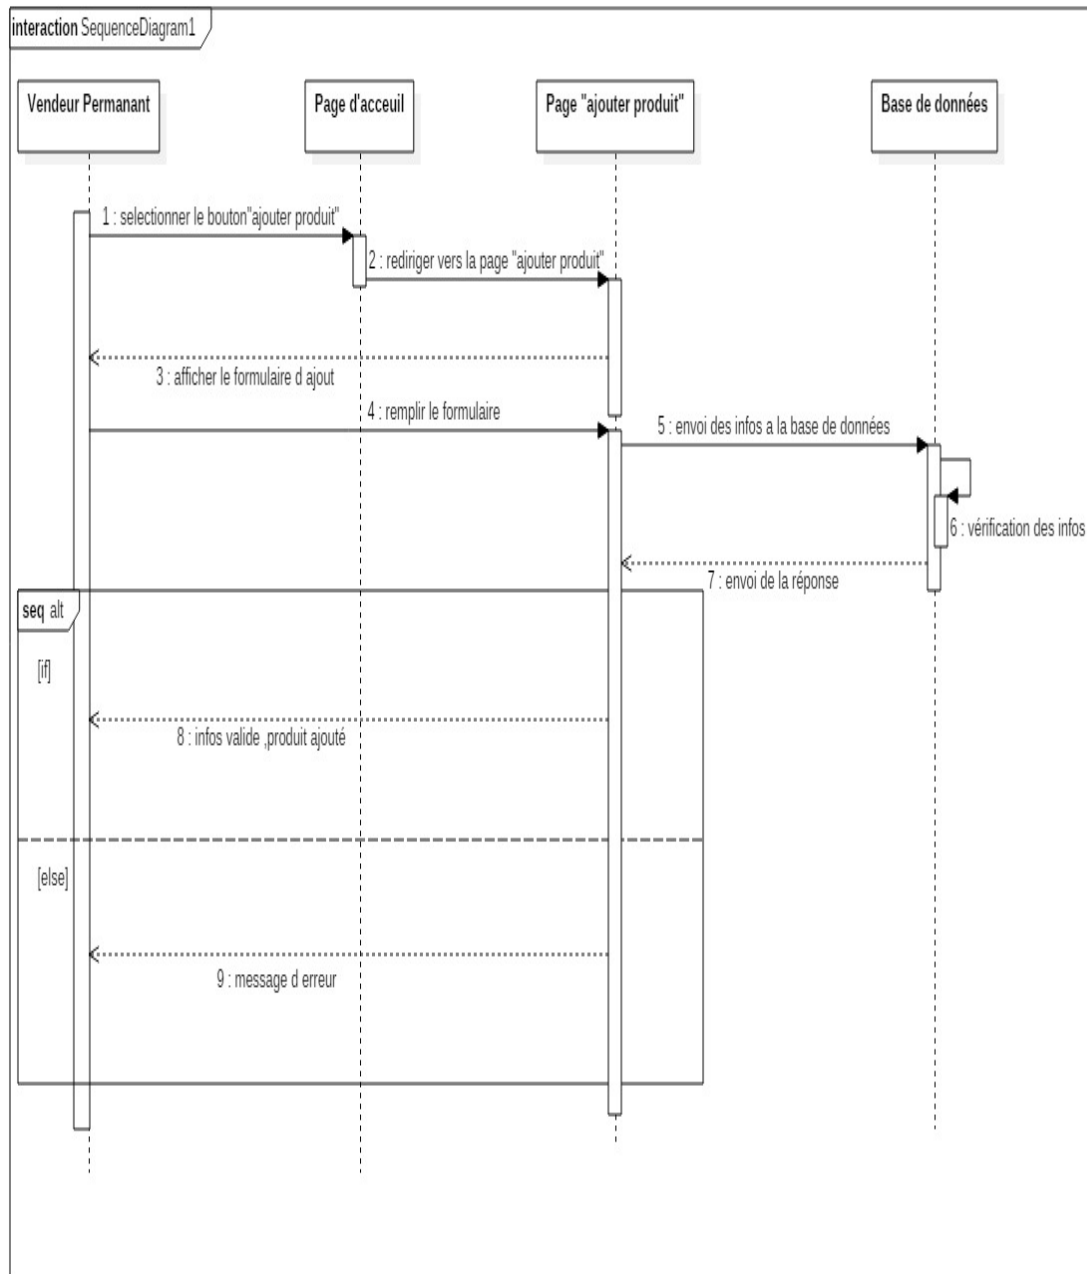 interaction SequenceDiagram1
Vendeur Permanant
Page d'acceuil
Page "ajouter produit"
Base de données
1 : selectionner le bouton"ajouter produit"
2 : rediriger vers la page "ajouter produit"
3 : afficher le formulaire d ajout
4 : remplir le formulaire
5 : envoi des infos a la base de données
6 : vérification des infos
7 : envoi de la réponse
seq alt
[if]
8 : infos valide ,produit ajouté
[else]
9 : message d erreur